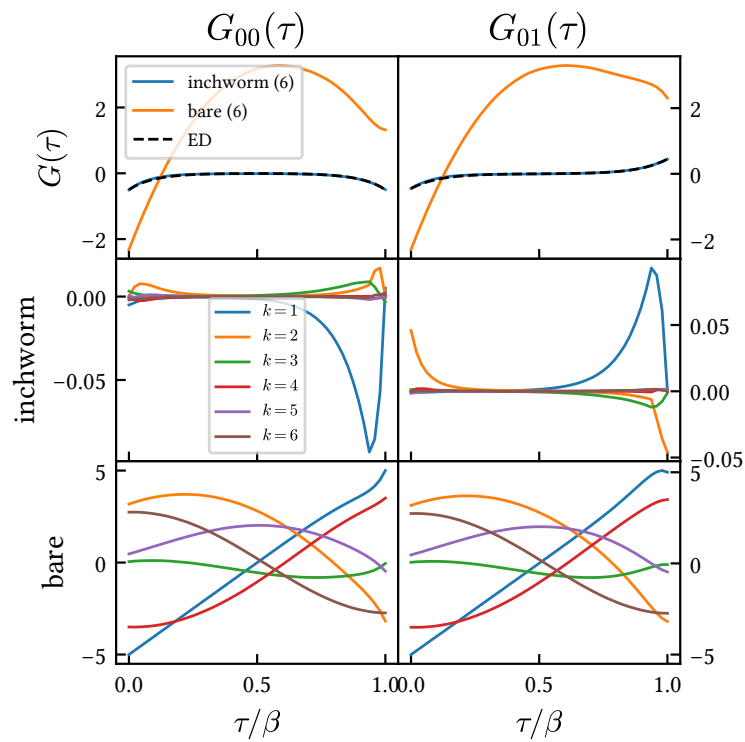 G₀₀(τ) G₀₁(τ)
G(τ)
2
0
−2
inchworm (6)
bare (6)
ED
2
0
−2
inchworm
0.00
−0.05
k = 1
k = 2
k = 3
k = 4
k = 5
k = 6
0.05
0.00
−0.05
bare
5
0
−5
5
0
−5
0.0 0.5 1.0 0.0 0.5 1.0
τ/β τ/β